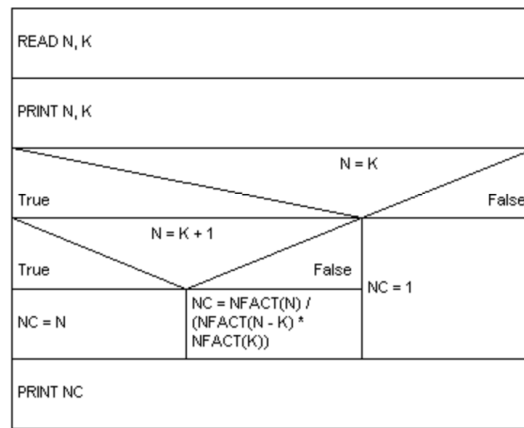 READ N, K
PRINT N, K
N = K
True
False
N = K + 1
True
False
NC = N
NC = NFACT(N) /
(NFACT(N - K) *
NFACT(K))
NC = 1
PRINT NC